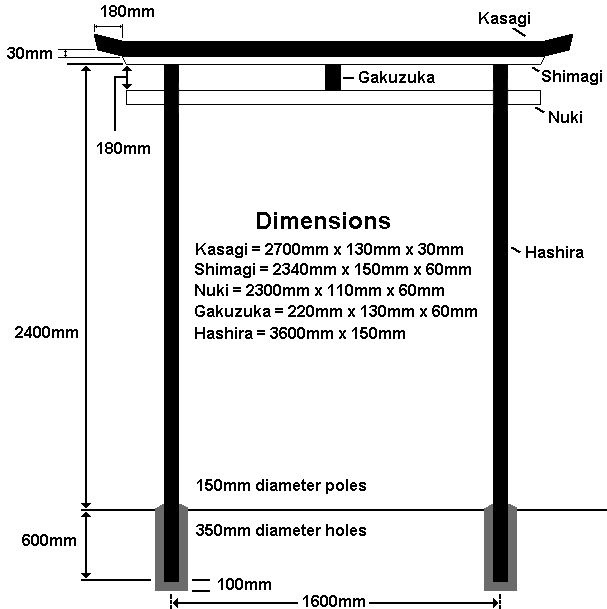 180mm
Kasagi
30mm
Shimagi
Gakuzuka
Nuki
180mm
Dimensions
Kasagi = 2700mm x 130mm x 30mm
Shimagi = 2340mm x 150mm x 60mm
Nuki = 2300mm x 110mm x 60mm
Gakuzuka = 220mm x 130mm x 60mm
Hashira = 3600mm x 150mm
Hashira
2400mm
150mm diameter poles
350mm diameter holes
600mm
100mm
1600mm